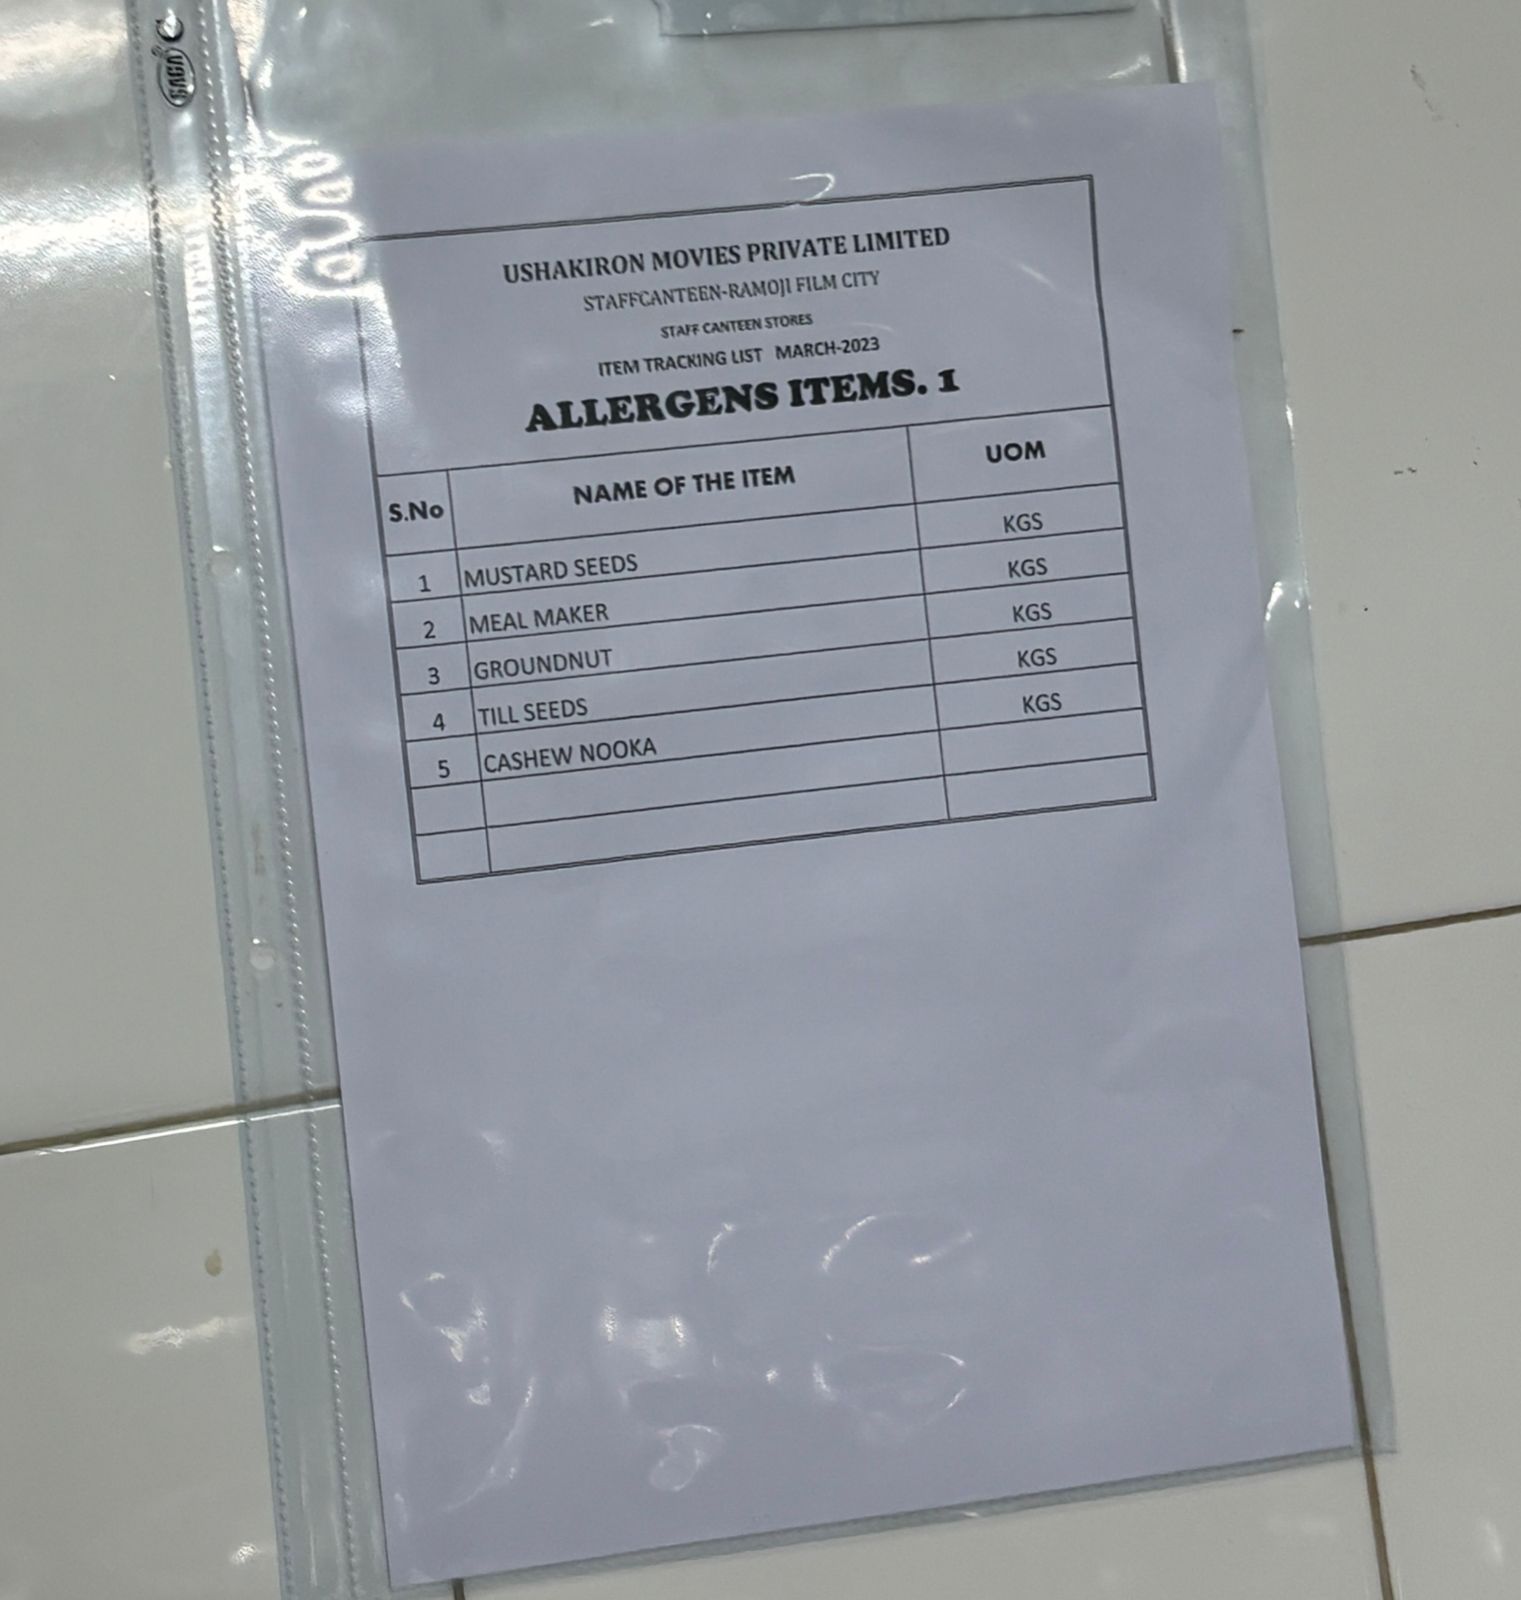 SAGA
USHAKIRON MOVIES PRIVATE LIMITED
STAFFCANTEEN-RAMOJI FILM CITY
STAFF CANTEEN STORES
ITEM TRACKING LIST MARCH-2023
ALLERGENS ITEMS. 1
S.No NAME OF THE ITEM UOM
1 MUSTARD SEEDS KGS
2 MEAL MAKER KGS
3 GROUNDNUT KGS
4 TILL SEEDS KGS
5 CASHEW NOOKA KGS